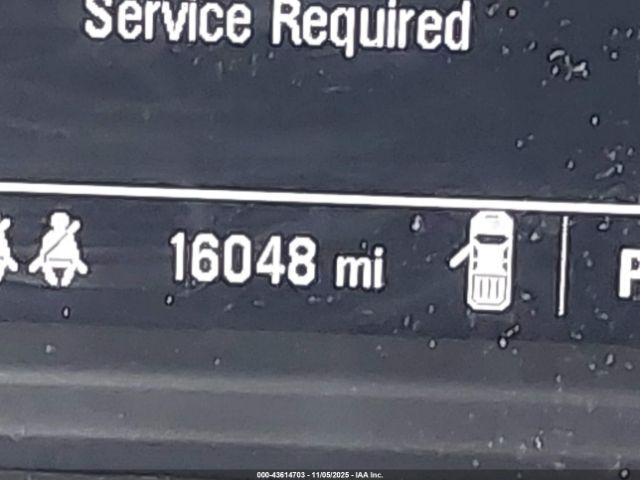 Service Required
16048 mi
P
000-43614703 - 11/05/2025 - IAA Inc.